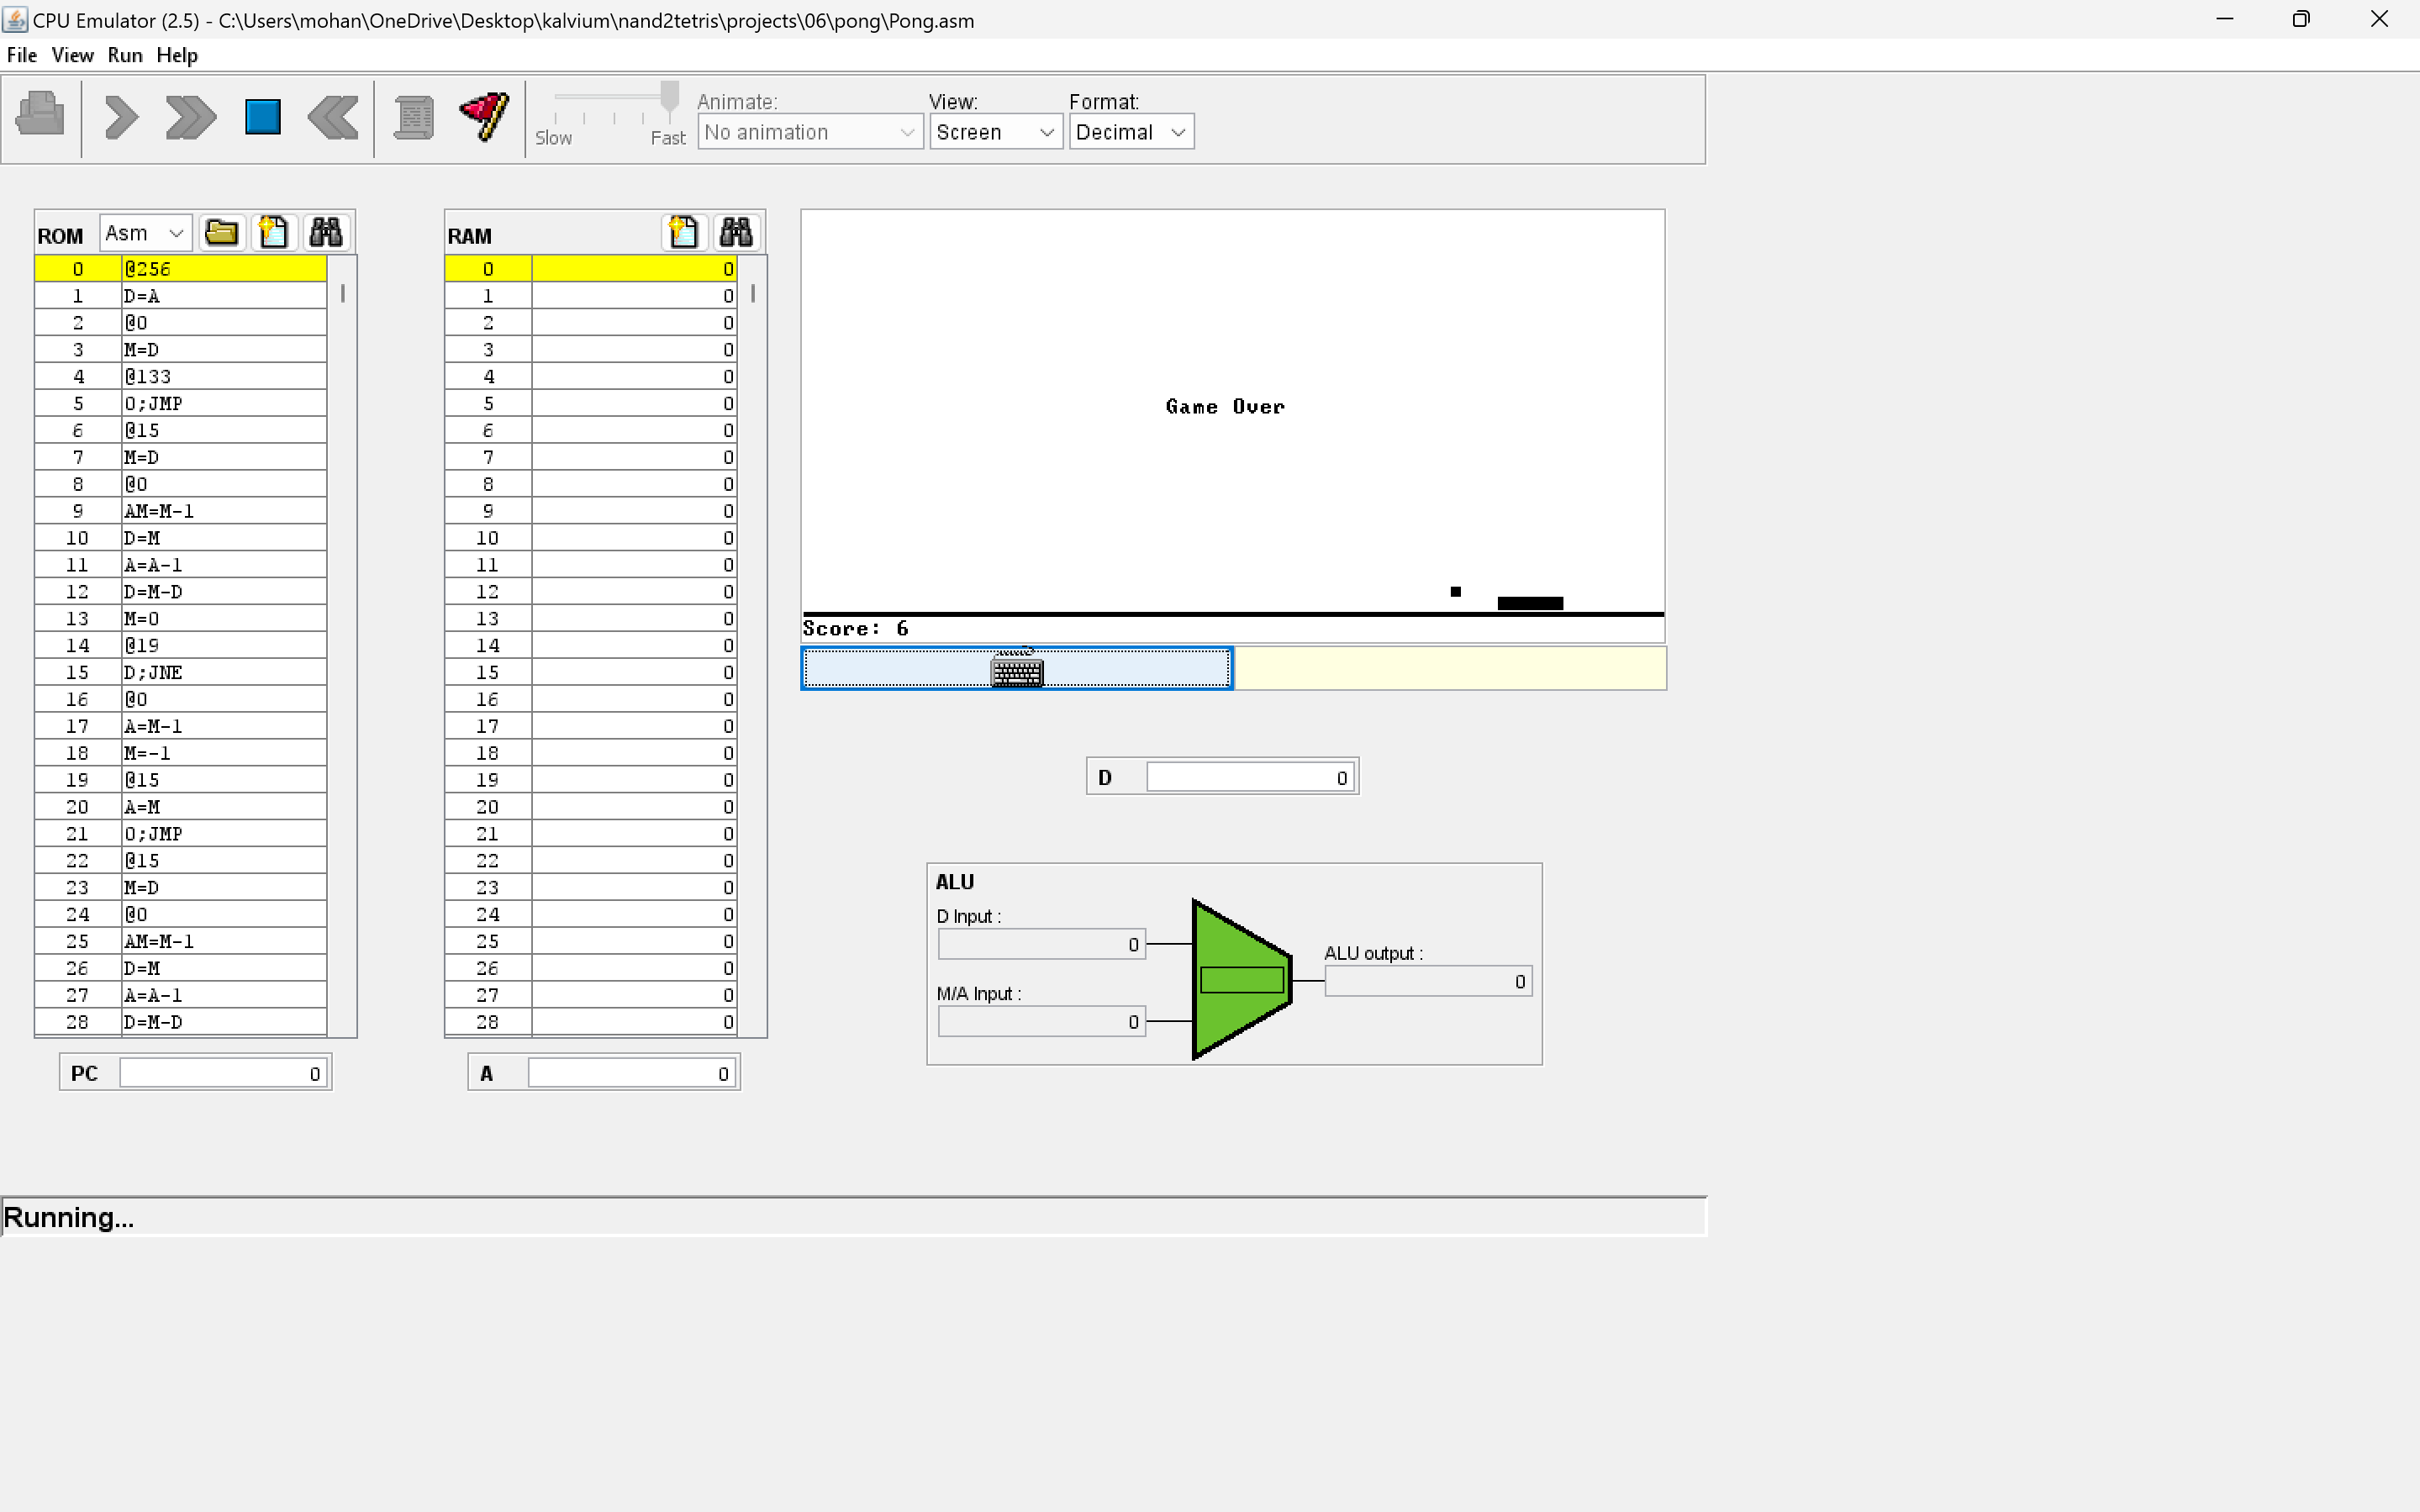 CPU Emulator (2.5) - C:\Users\mohan\OneDrive\Desktop\kalvium\nand2tetris\projects\06\pong\Pong.asm
File View Run Help
Slow Fast
Animate:
No animation
View:
Screen
Format:
Decimal
ROM Asm
0 @256
1 D=A
2 @0
3 M=D
4 @133
5 0;JMP
6 @15
7 M=D
8 @0
9 AM=M-1
10 D=M
11 A=A-1
12 D=M-D
13 M=0
14 @19
15 D;JNE
16 @0
17 A=M-1
18 M=-1
19 @15
20 A=M
21 0;JMP
22 @15
23 M=D
24 @0
25 AM=M-1
26 D=M
27 A=A-1
28 D=M-D
PC 0
RAM
0 0
1 0
2 0
3 0
4 0
5 0
6 0
7 0
8 0
9 0
10 0
11 0
12 0
13 0
14 0
15 0
16 0
17 0
18 0
19 0
20 0
21 0
22 0
23 0
24 0
25 0
26 0
27 0
28 0
A 0
Game Over
Score: 6
D 0
ALU
D Input :
0
M/A Input :
0
ALU output :
0
Running...